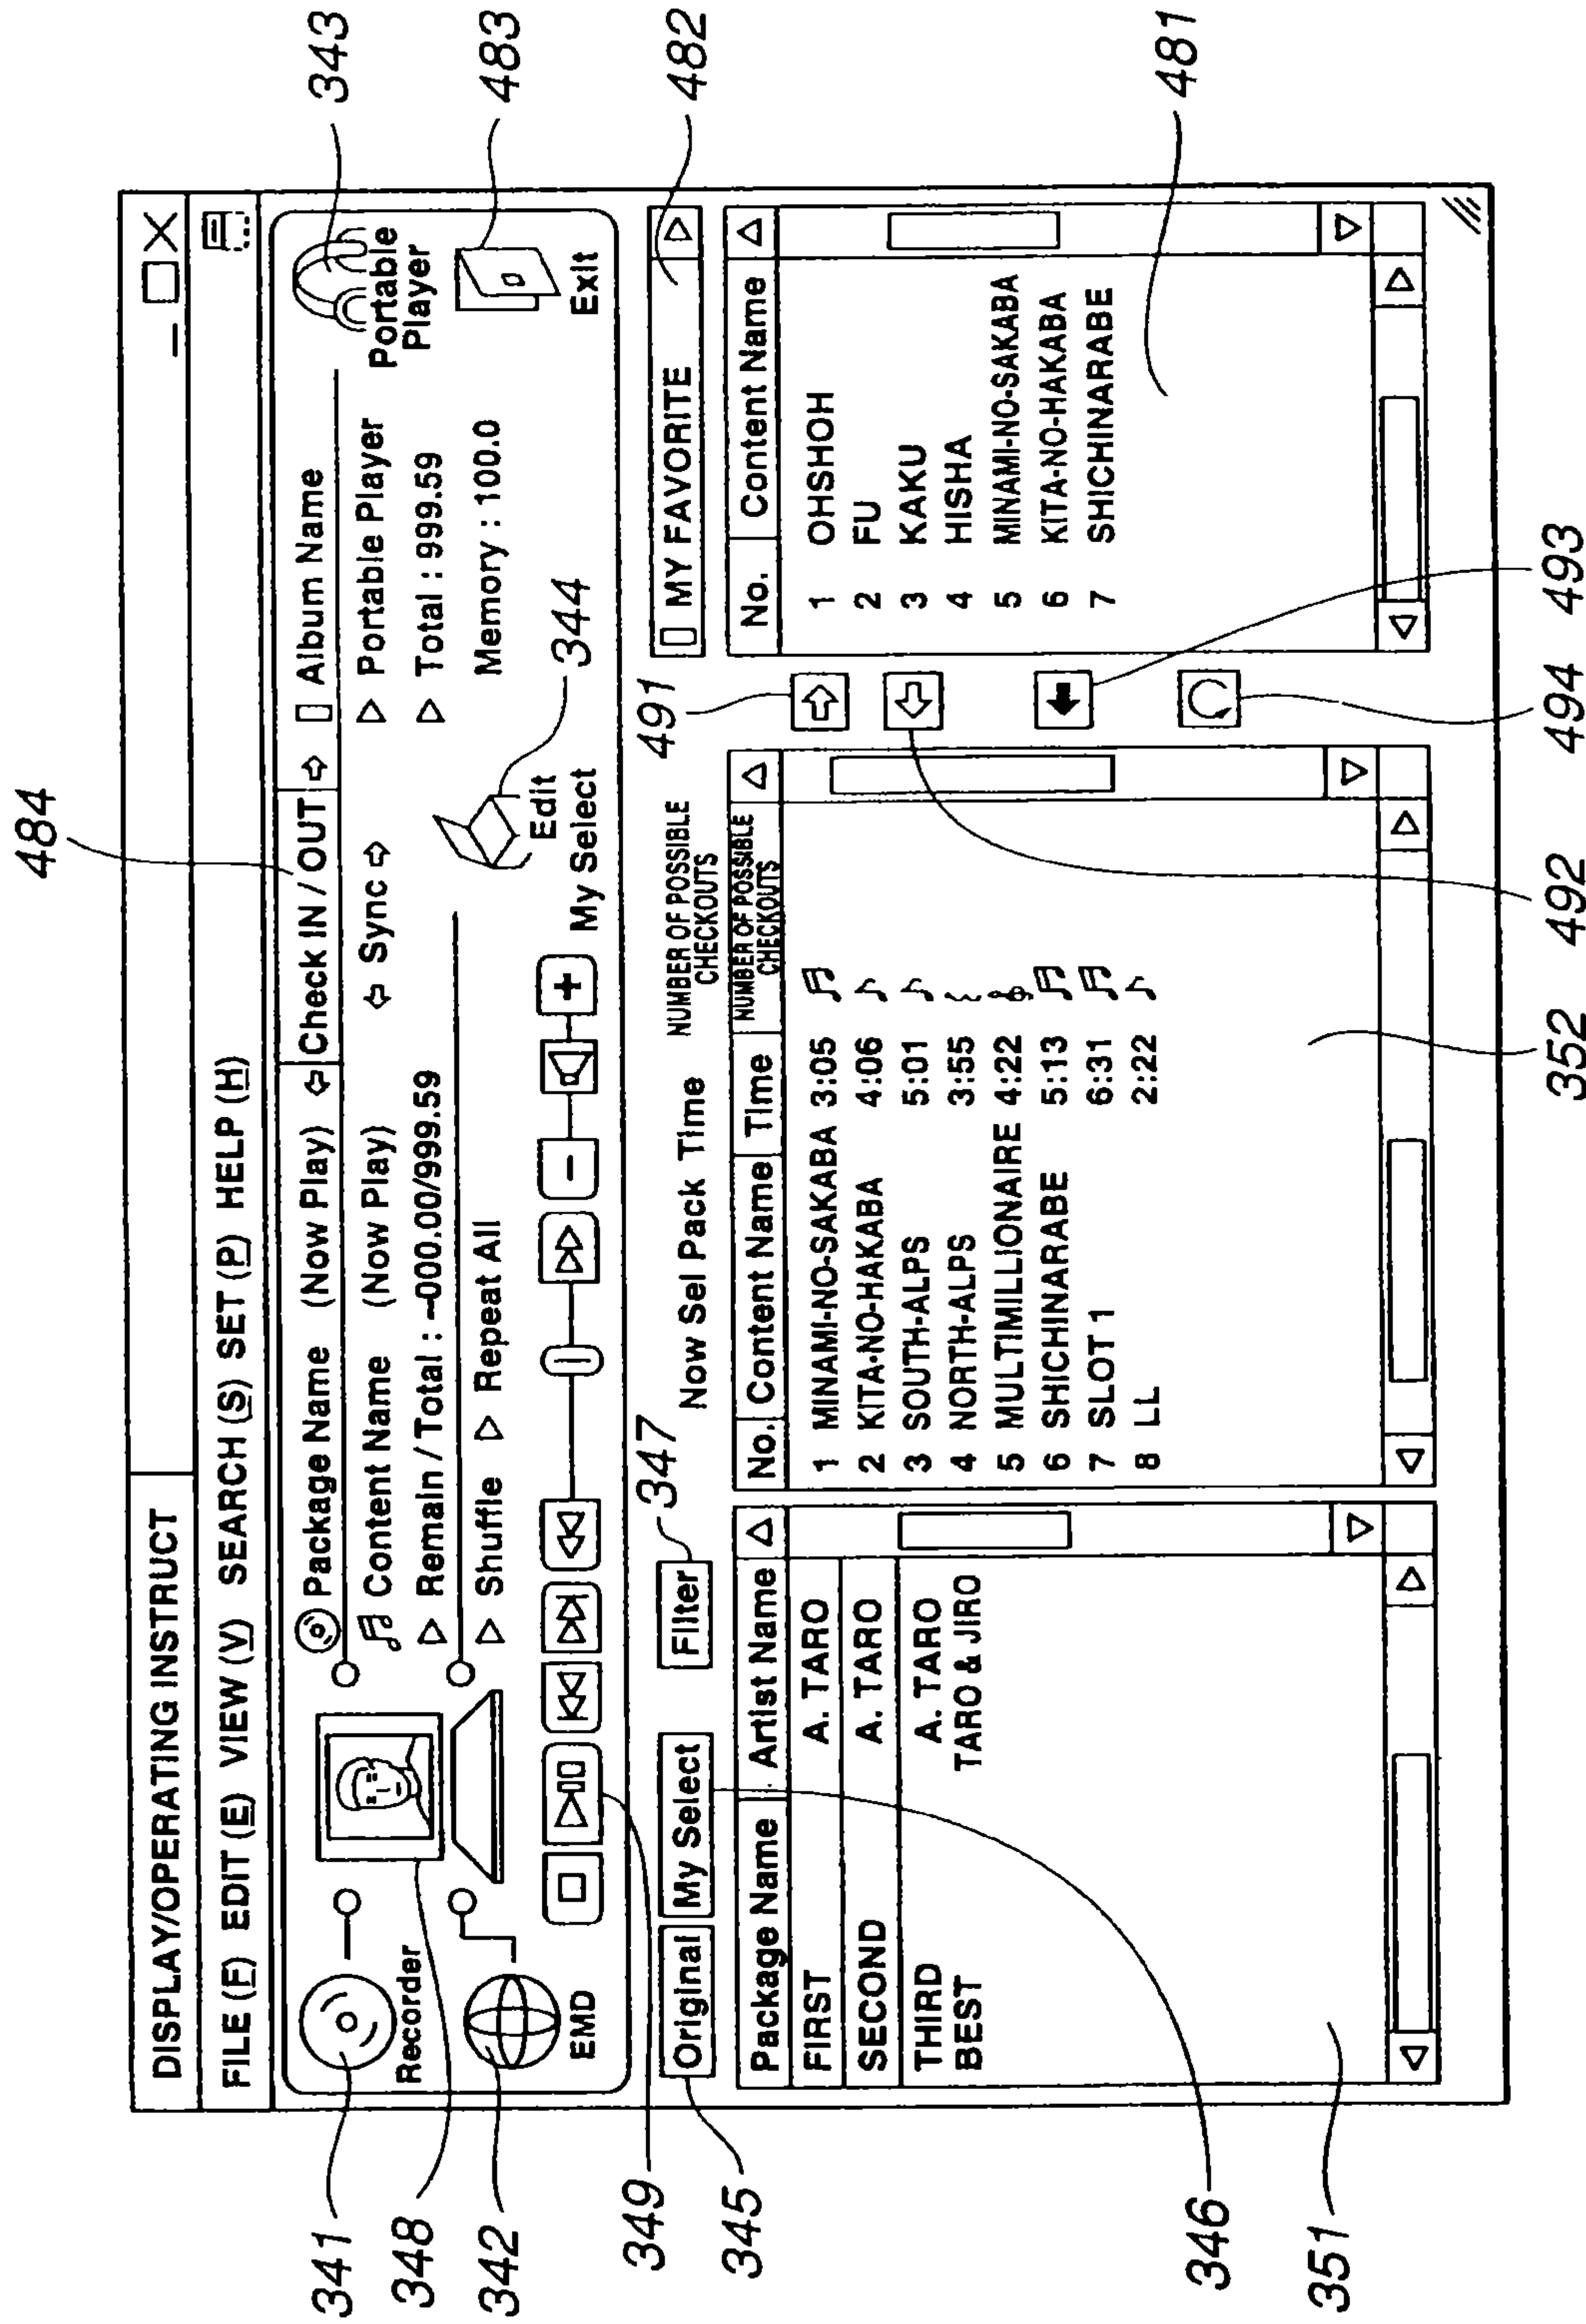 484
DISPLAY/OPERATING INSTRUCT
FILE (F) EDIT (E) VIEW (V) SEARCH (S) SET (P) HELP (H)
341
348
342
349
345
346
351
Recorder
EMD
Package Name (Now Play)
Content Name (Now Play)
Remain / Total : –000.00/999.59
Shuffle Repeat All
Check IN / OUT
Sync
Album Name
Portable Player
Total : 999.59
Memory : 100.0
Portable
Player
Exit
343
483
344
Edit
My Select
Original My Select Filter
347
Now Sel Pack Time NUMBER OF POSSIBLE
CHECKOUTS
491
MY FAVORITE
482
Package Name Artist Name
FIRST A. TARO
SECOND A. TARO
THIRD A. TARO
BEST TARO & JIRO
No. Content Name Time NUMBER OF POSSIBLE
CHECKOUTS
1 MINAMI-NO-SAKABA 3:05
2 KITA-NO-HAKABA 4:06
3 SOUTH-ALPS 5:01
4 NORTH-ALPS 3:55
5 MULTIMILLIONAIRE 4:22
6 SHICHINARABE 5:13
7 SLOT 1 6:31
8 LL 2:22
No. Content Name
1 OHSHOH
2 FU
3 KAKU
4 HISHA
5 MINAMI-NO-SAKABA
6 KITA-NO-HAKABA
7 SHICHINARABE
481
352
492
494
493